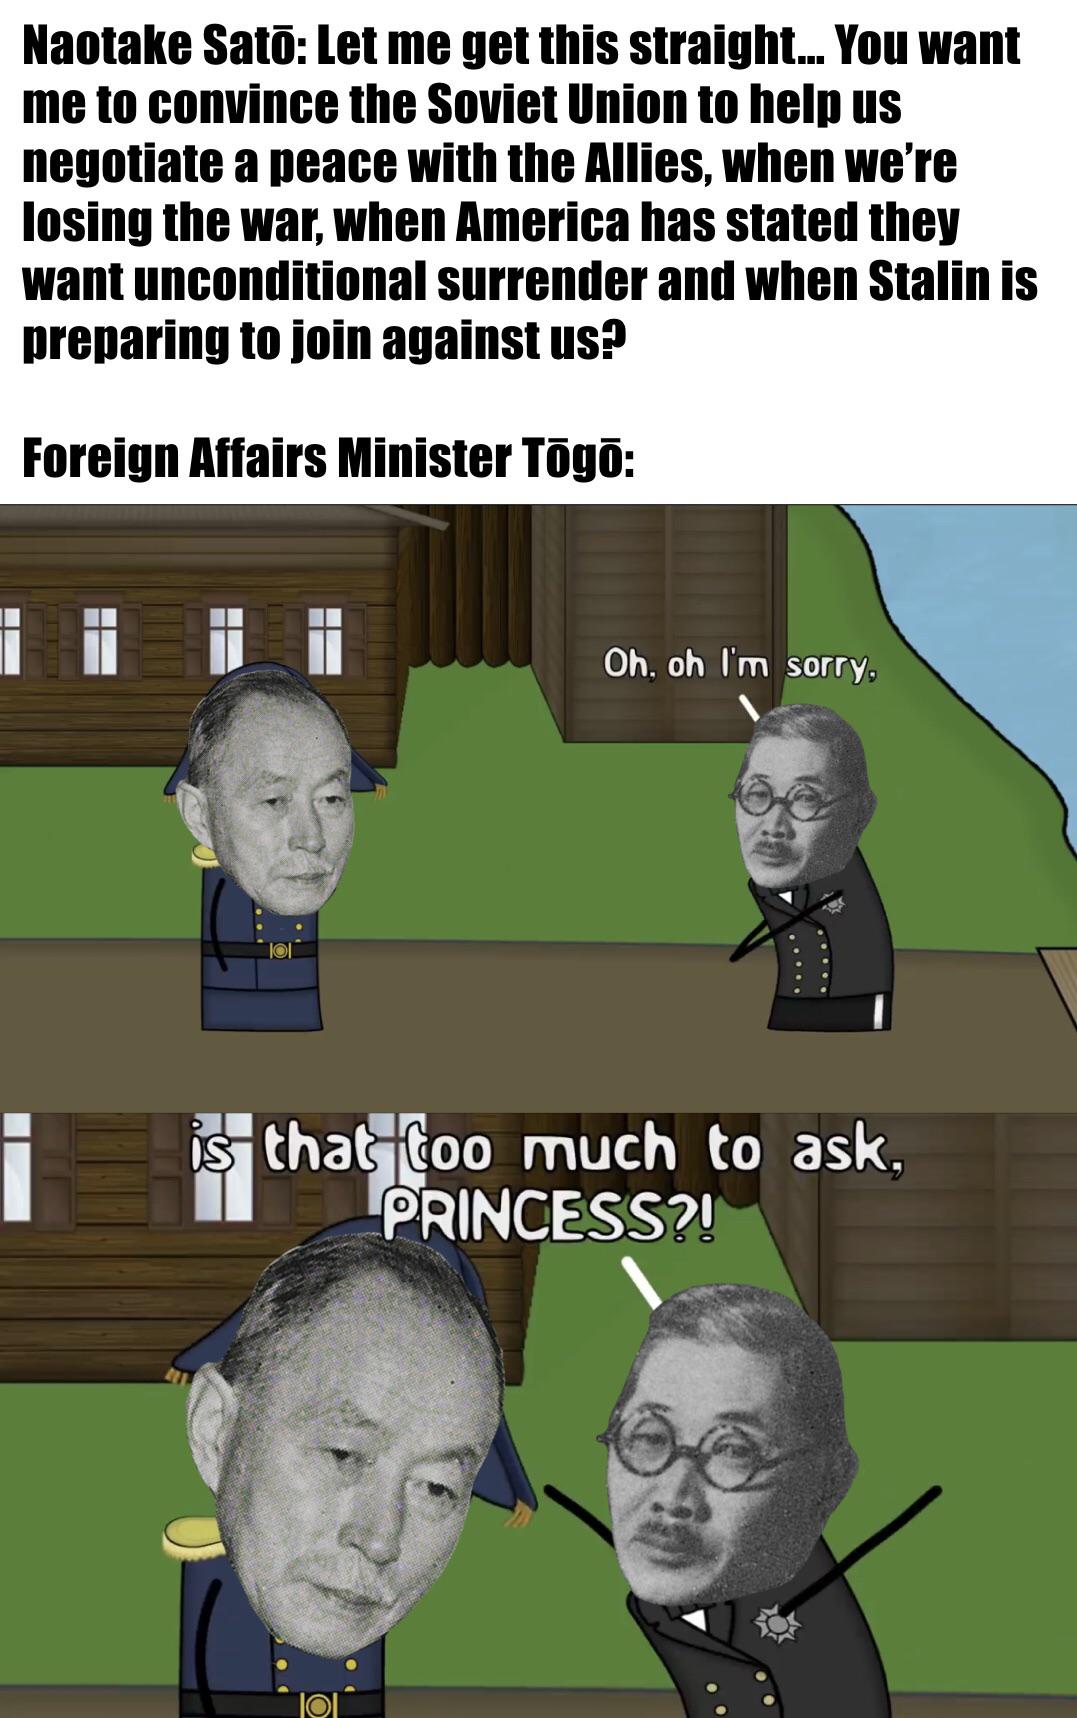 Naotake Satō: Let me get this straight... You want
me to convince the Soviet Union to help us
negotiate a peace with the Allies, when we’re
losing the war, when America has stated they
want unconditional surrender and when Stalin is
preparing to join against us?
Foreign Affairs Minister Tōgō:
Oh, oh I'm sorry,
is that too much to ask,
PRINCESS?!